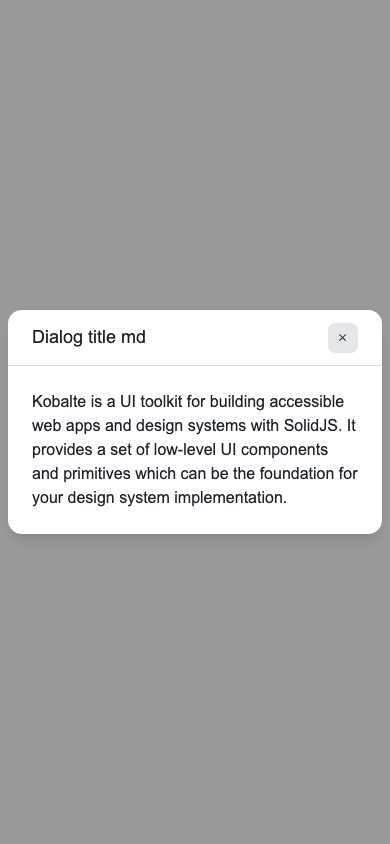 Dialog title md
×
Kobalte is a UI toolkit for building accessible
web apps and design systems with SolidJS. It
provides a set of low-level UI components
and primitives which can be the foundation for
your design system implementation.